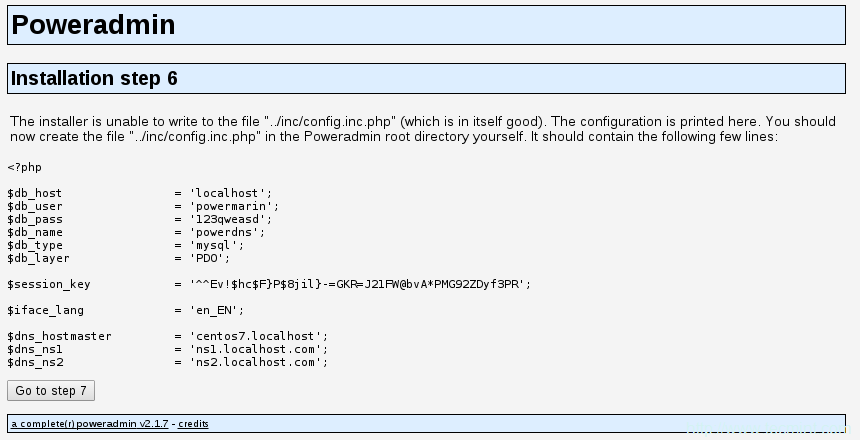 Poweradmin
Installation step 6
The installer is unable to write to the file "../inc/config.inc.php" (which is in itself good). The configuration is printed here. You should
now create the file "../inc/config.inc.php" in the Poweradmin root directory yourself. It should contain the following few lines:
<?php
$db_host = 'localhost';
$db_user = 'powermarin';
$db_pass = '123qweasd';
$db_name = 'powerdns';
$db_type = 'mysql';
$db_layer = 'PDO';
$session_key = '^^Ev!$hc$F}P$8jil}-=GKR=J21FW@bvA*PMG92ZDyf3PR';
$iface_lang = 'en_EN';
$dns_hostmaster = 'centos7.localhost';
$dns_ns1 = 'ns1.localhost.com';
$dns_ns2 = 'ns2.localhost.com';
Go to step 7
a complete(r) poweradmin v2.1.7 - credits